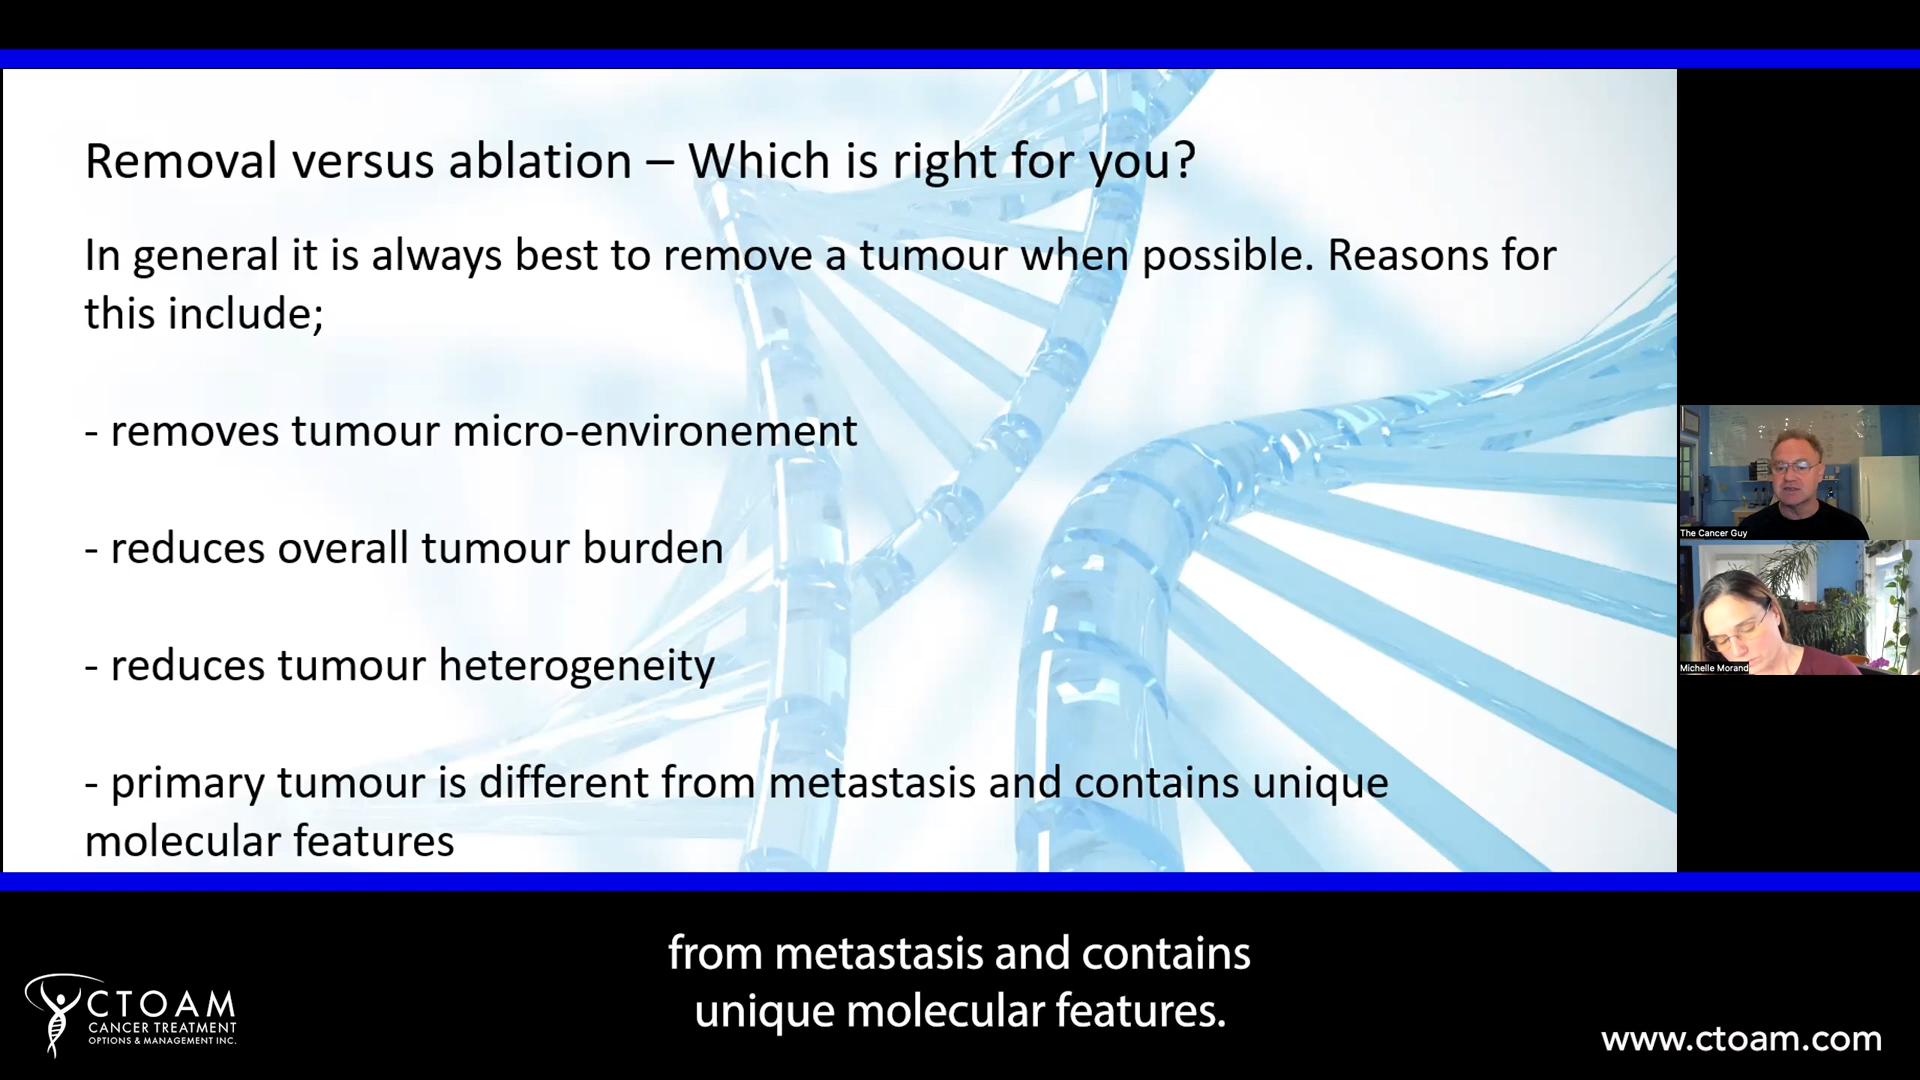 Removal versus ablation – Which is right for you?
In general it is always best to remove a tumour when possible. Reasons for
this include;
- removes tumour micro-environement
- reduces overall tumour burden
- reduces tumour heterogeneity
- primary tumour is different from metastasis and contains unique
molecular features
The Cancer Guy
Michelle Morand
from metastasis and contains
unique molecular features.
CTOAM
CANCER TREATMENT
OPTIONS & MANAGEMENT INC.
www.ctoam.com